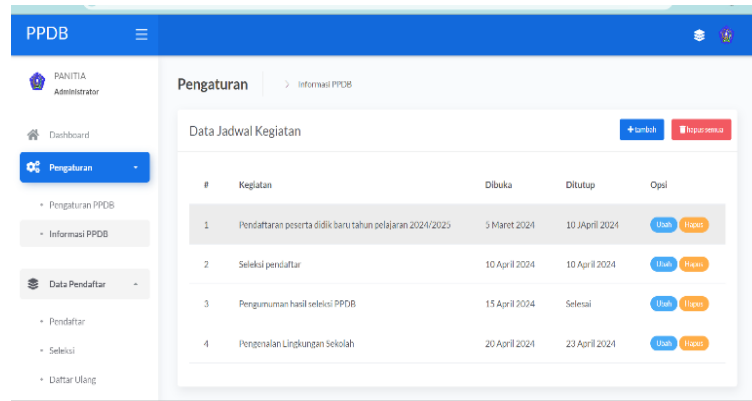 PPDB
PANITIA
Administrator
Dashboard
Pengaturan
Pengaturan PPDB
Informasi PPDB
Data Pendaftar
Pendaftar
Seleksi
Daftar Ulang
Pengaturan > Informasi PPDB
Data Jadwal Kegiatan
+ tambah hapus semua
# Kegiatan Dibuka Ditutup Opsi
1 Pendaftaran peserta didik baru tahun pelajaran 2024/2025 5 Maret 2024 10 JApril 2024 Ubah Hapus
2 Seleksi pendaftar 10 April 2024 10 April 2024 Ubah Hapus
3 Pengumuman hasil seleksi PPDB 15 April 2024 Selesai Ubah Hapus
4 Pengenalan Lingkungan Sekolah 20 April 2024 23 April 2024 Ubah Hapus